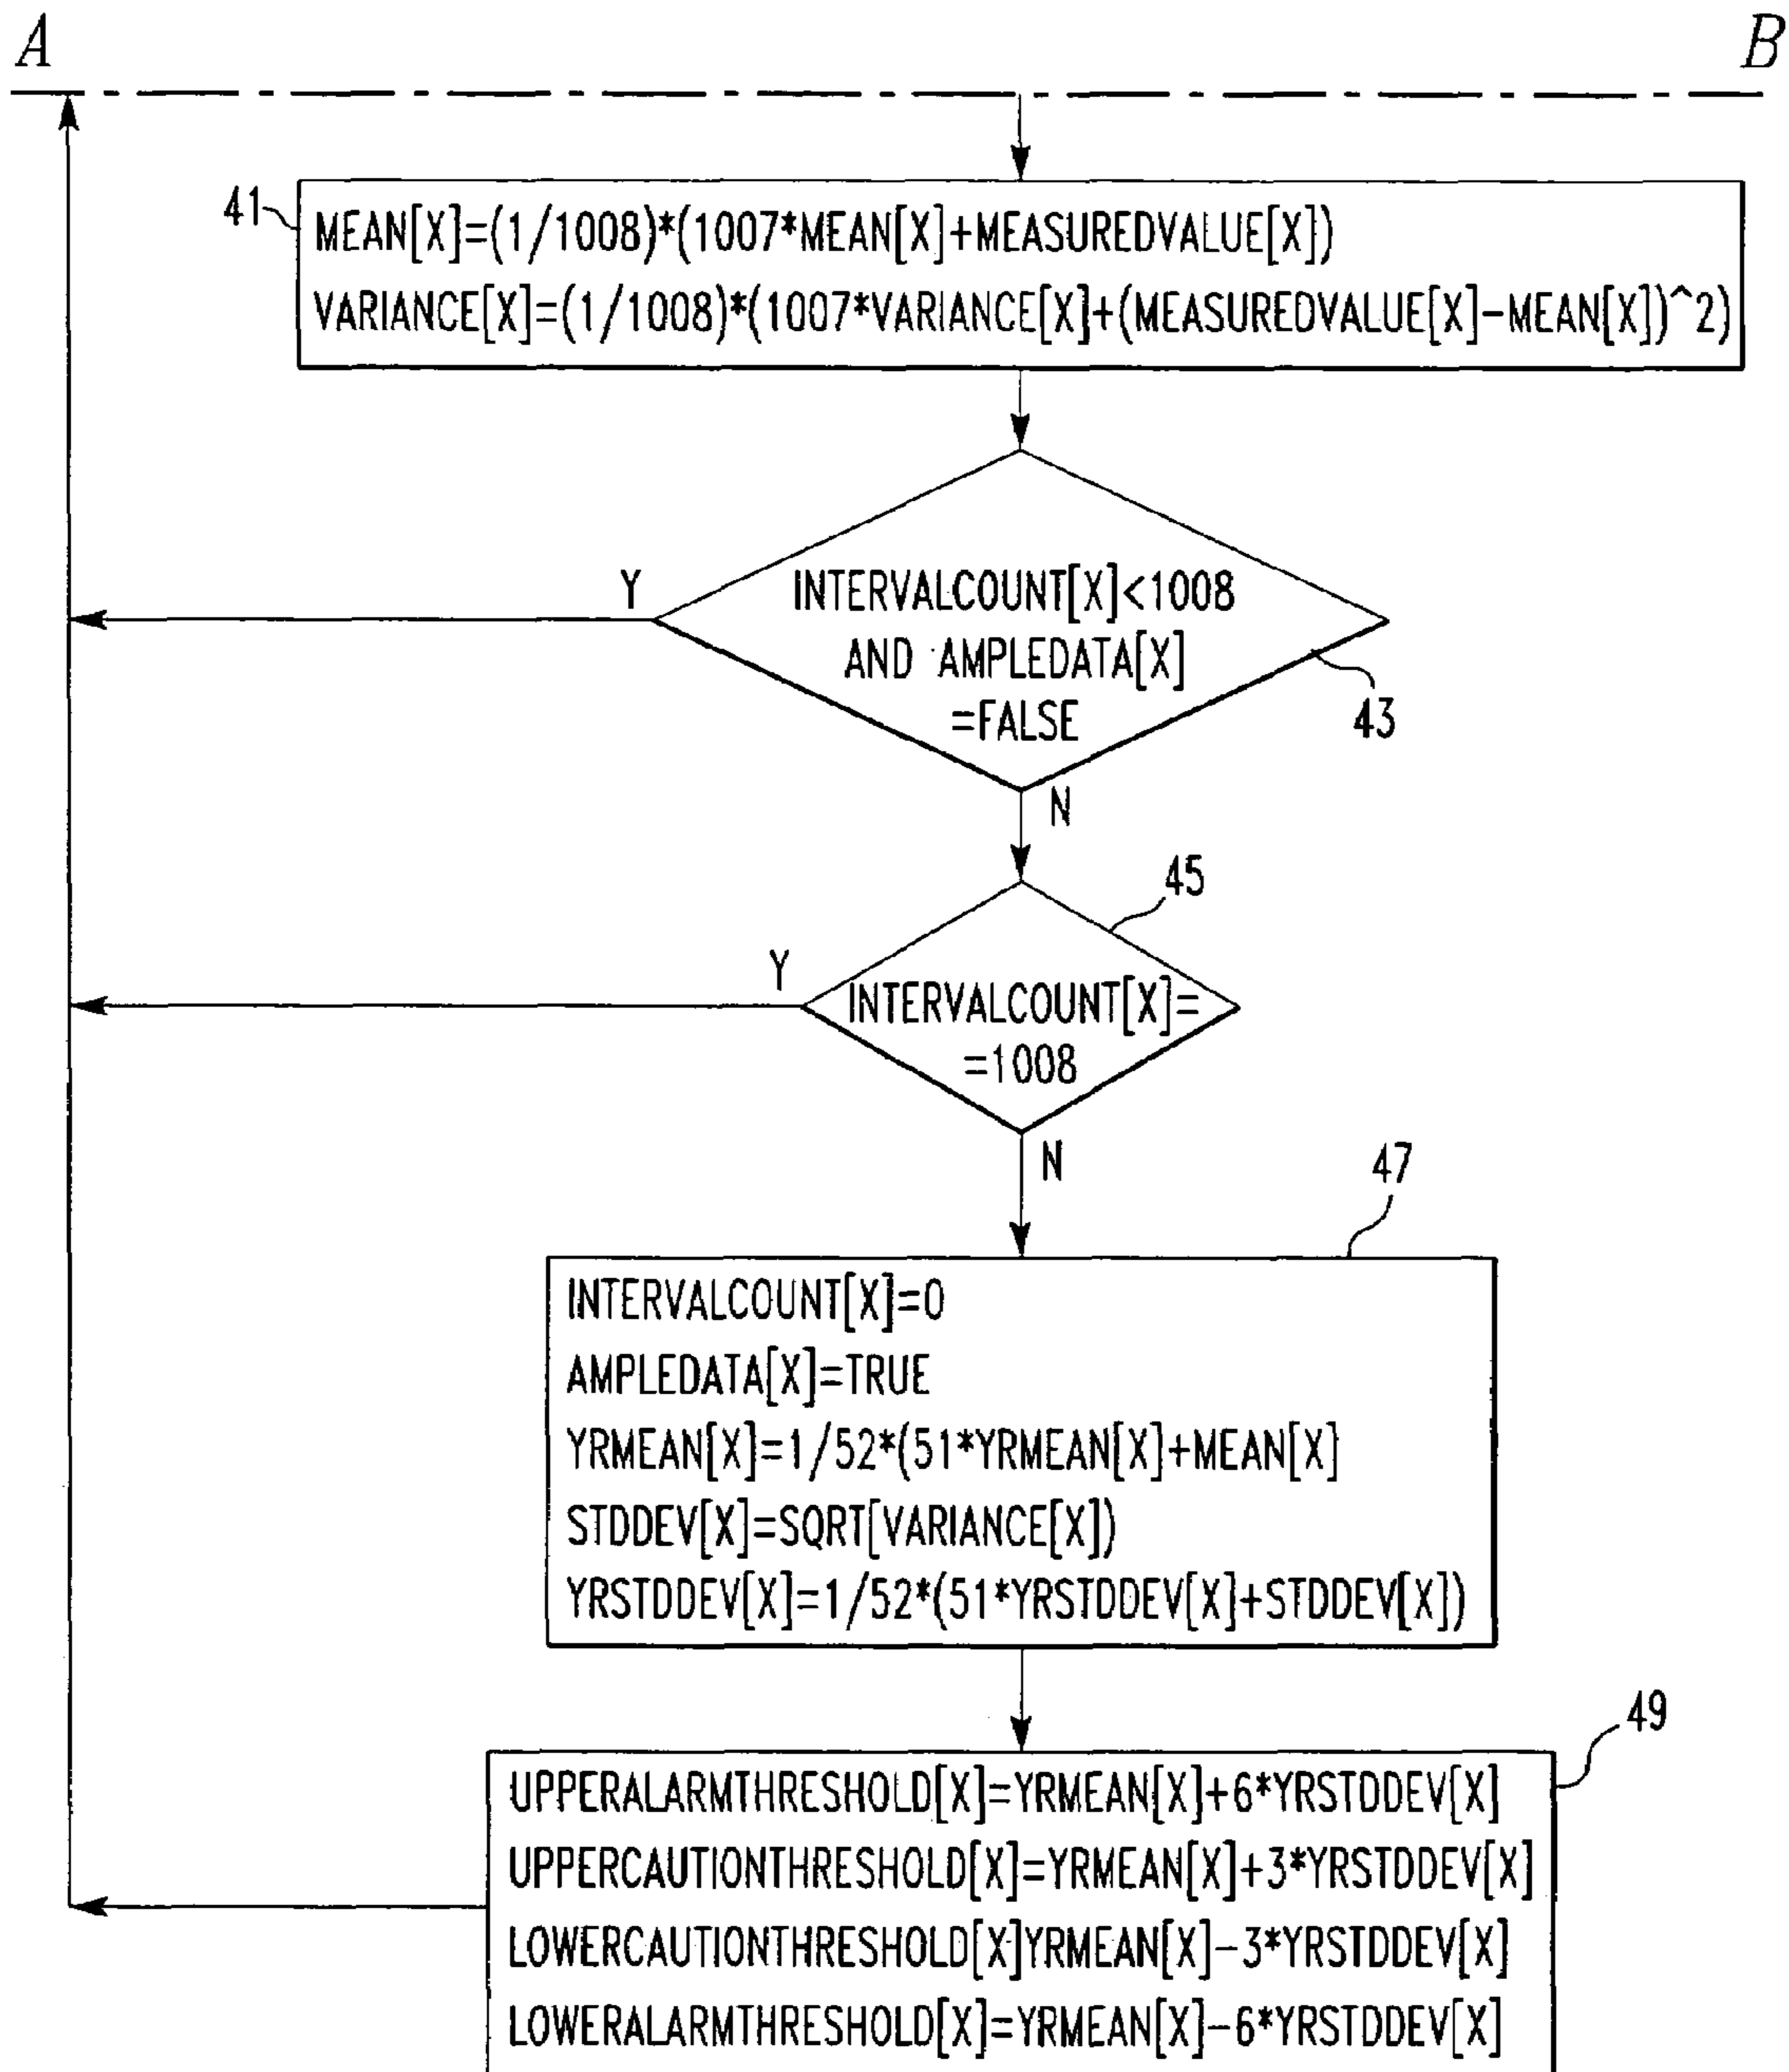 A
B
41
MEAN[X]=(1/1008)*(1007*MEAN[X]+MEASUREDVALUE[X])
VARIANCE[X]=(1/1008)*(1007*VARIANCE[X]+(MEASUREDVALUE[X]-MEAN[X])^2)
Y
INTERVALCOUNT[X]<1008
AND AMPLEDATA[X]
=FALSE
43
N
45
Y
INTERVALCOUNT[X]=
=1008
N
47
INTERVALCOUNT[X]=0
AMPLEDATA[X]=TRUE
YRMEAN[X]=1/52*(51*YRMEAN[X]+MEAN[X]
STDDEV[X]=SQRT[VARIANCE[X])
YRSTDDEV[X]=1/52*(51*YRSTDDEV[X]+STDDEV[X])
49
UPPERALARMTHRESHOLD[X]=YRMEAN[X]+6*YRSTDDEV[X]
UPPERCAUTIONTHRESHOLD[X]=YRMEAN[X]+3*YRSTDDEV[X]
LOWERCAUTIONTHRESHOLD[X]YRMEAN[X]-3*YRSTDDEV[X]
LOWERALARMTHRESHOLD[X]=YRMEAN[X]-6*YRSTDDEV[X]